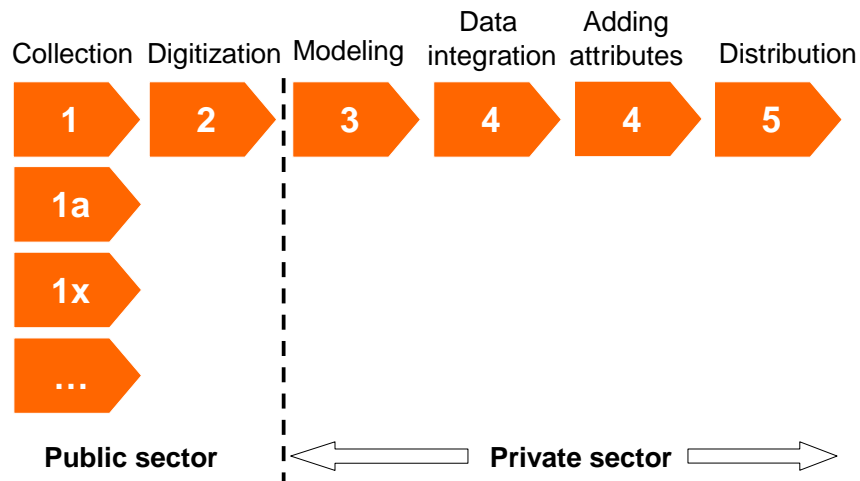 Collection Digitization Modeling Data integration Adding attributes Distribution
1 2 3 4 4 5
1a
1x
...
Public sector Private sector